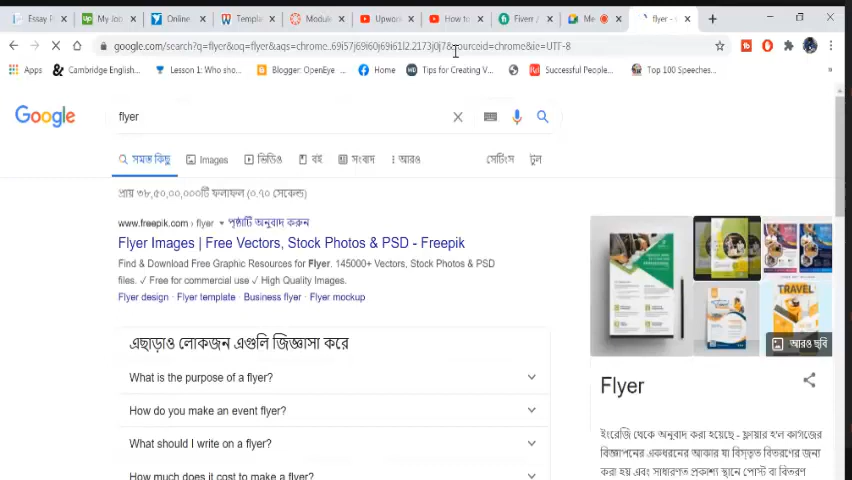 Essay F
My Jo
Online
Templ
Module
Upwor
How to
Fiverr /
Me
flyer -
google.com/search?q=flyer&oq=flyer&aqs=chrome..69i57j69i60j69i61l2.2173j0j7&sourceid=chrome&ie=UTF-8
Apps
Cambridge English...
Lesson 1: Who sho...
Blogger: OpenEye ...
Home
Tips for Creating V...
Successful People...
Top 100 Speeches...
Google
flyer
সমস্ত কিছু
Images
ভিডিও
বই
সংবাদ
আরও
সেটিংস
টুল
প্রায় ৩৮,৫০,০০,০০০টি ফলাফল (০.৭০ সেকেন্ড)
www.freepik.com › flyer
পৃষ্ঠাটি অনুবাদ করুন
Flyer Images | Free Vectors, Stock Photos & PSD - Freepik
Find & Download Free Graphic Resources for Flyer. 145000+ Vectors, Stock Photos & PSD
files. ✓ Free for commercial use ✓ High Quality Images.
Flyer design · Flyer template · Business flyer · Flyer mockup
TRAVEL
আরও ছবি
এছাড়াও লোকজন এগুলি জিজ্ঞাসা করে
What is the purpose of a flyer?
How do you make an event flyer?
What should I write on a flyer?
How much does it cost to make a flyer?
Flyer
ইংরেজি থেকে অনুবাদ করা হয়েছে - ফ্লায়ার হ'ল কাগজের
বিজ্ঞাপনের একধরনের আকার যা বিস্তৃত বিতরণের জন্য
করা হয় এবং সাধারণত প্রকাশ্য স্থানে পোস্ট বা বিতরণ